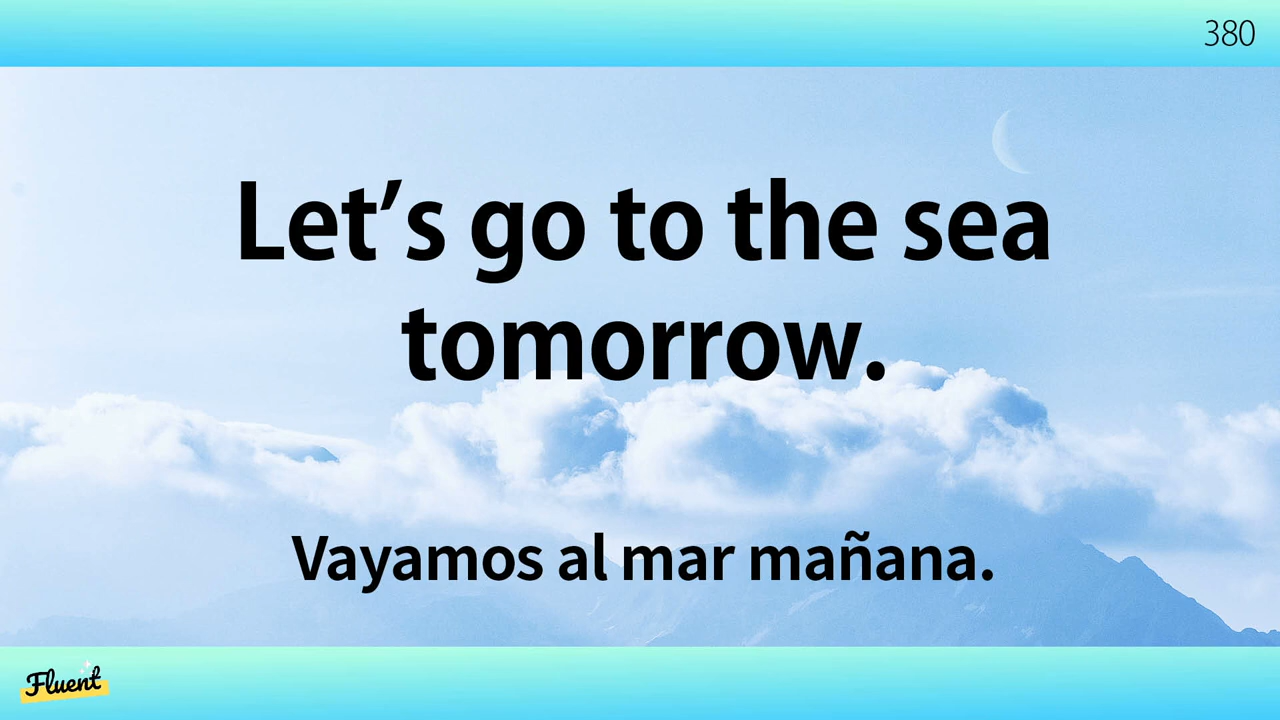 380
Let’s go to the sea
tomorrow.
Vayamos al mar mañana.
Fluent